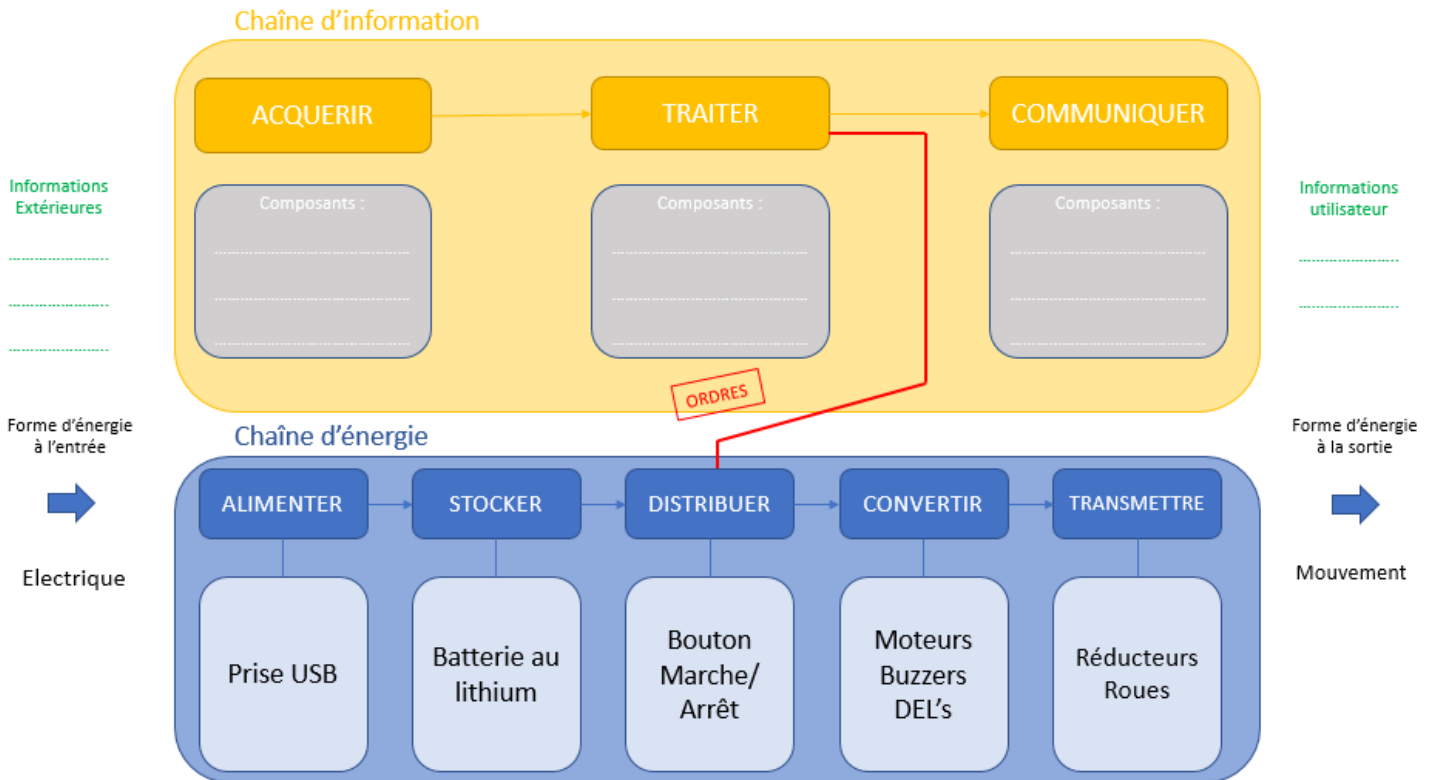 Chaîne d'information
ACQUERIR
TRAITER
COMMUNIQUER
Informations
Extérieures
Composants :
Composants :
Composants :
Informations
utilisateur
ORDRES
Forme d'énergie
à l'entrée
Chaîne d'énergie
Forme d'énergie
à la sortie
ALIMENTER
STOCKER
DISTRIBUER
CONVERTIR
TRANSMETTRE
Electrique
Mouvement
Prise USB
Batterie au
lithium
Bouton
Marche/
Arrêt
Moteurs
Buzzers
DEL's
Réducteurs
Roues